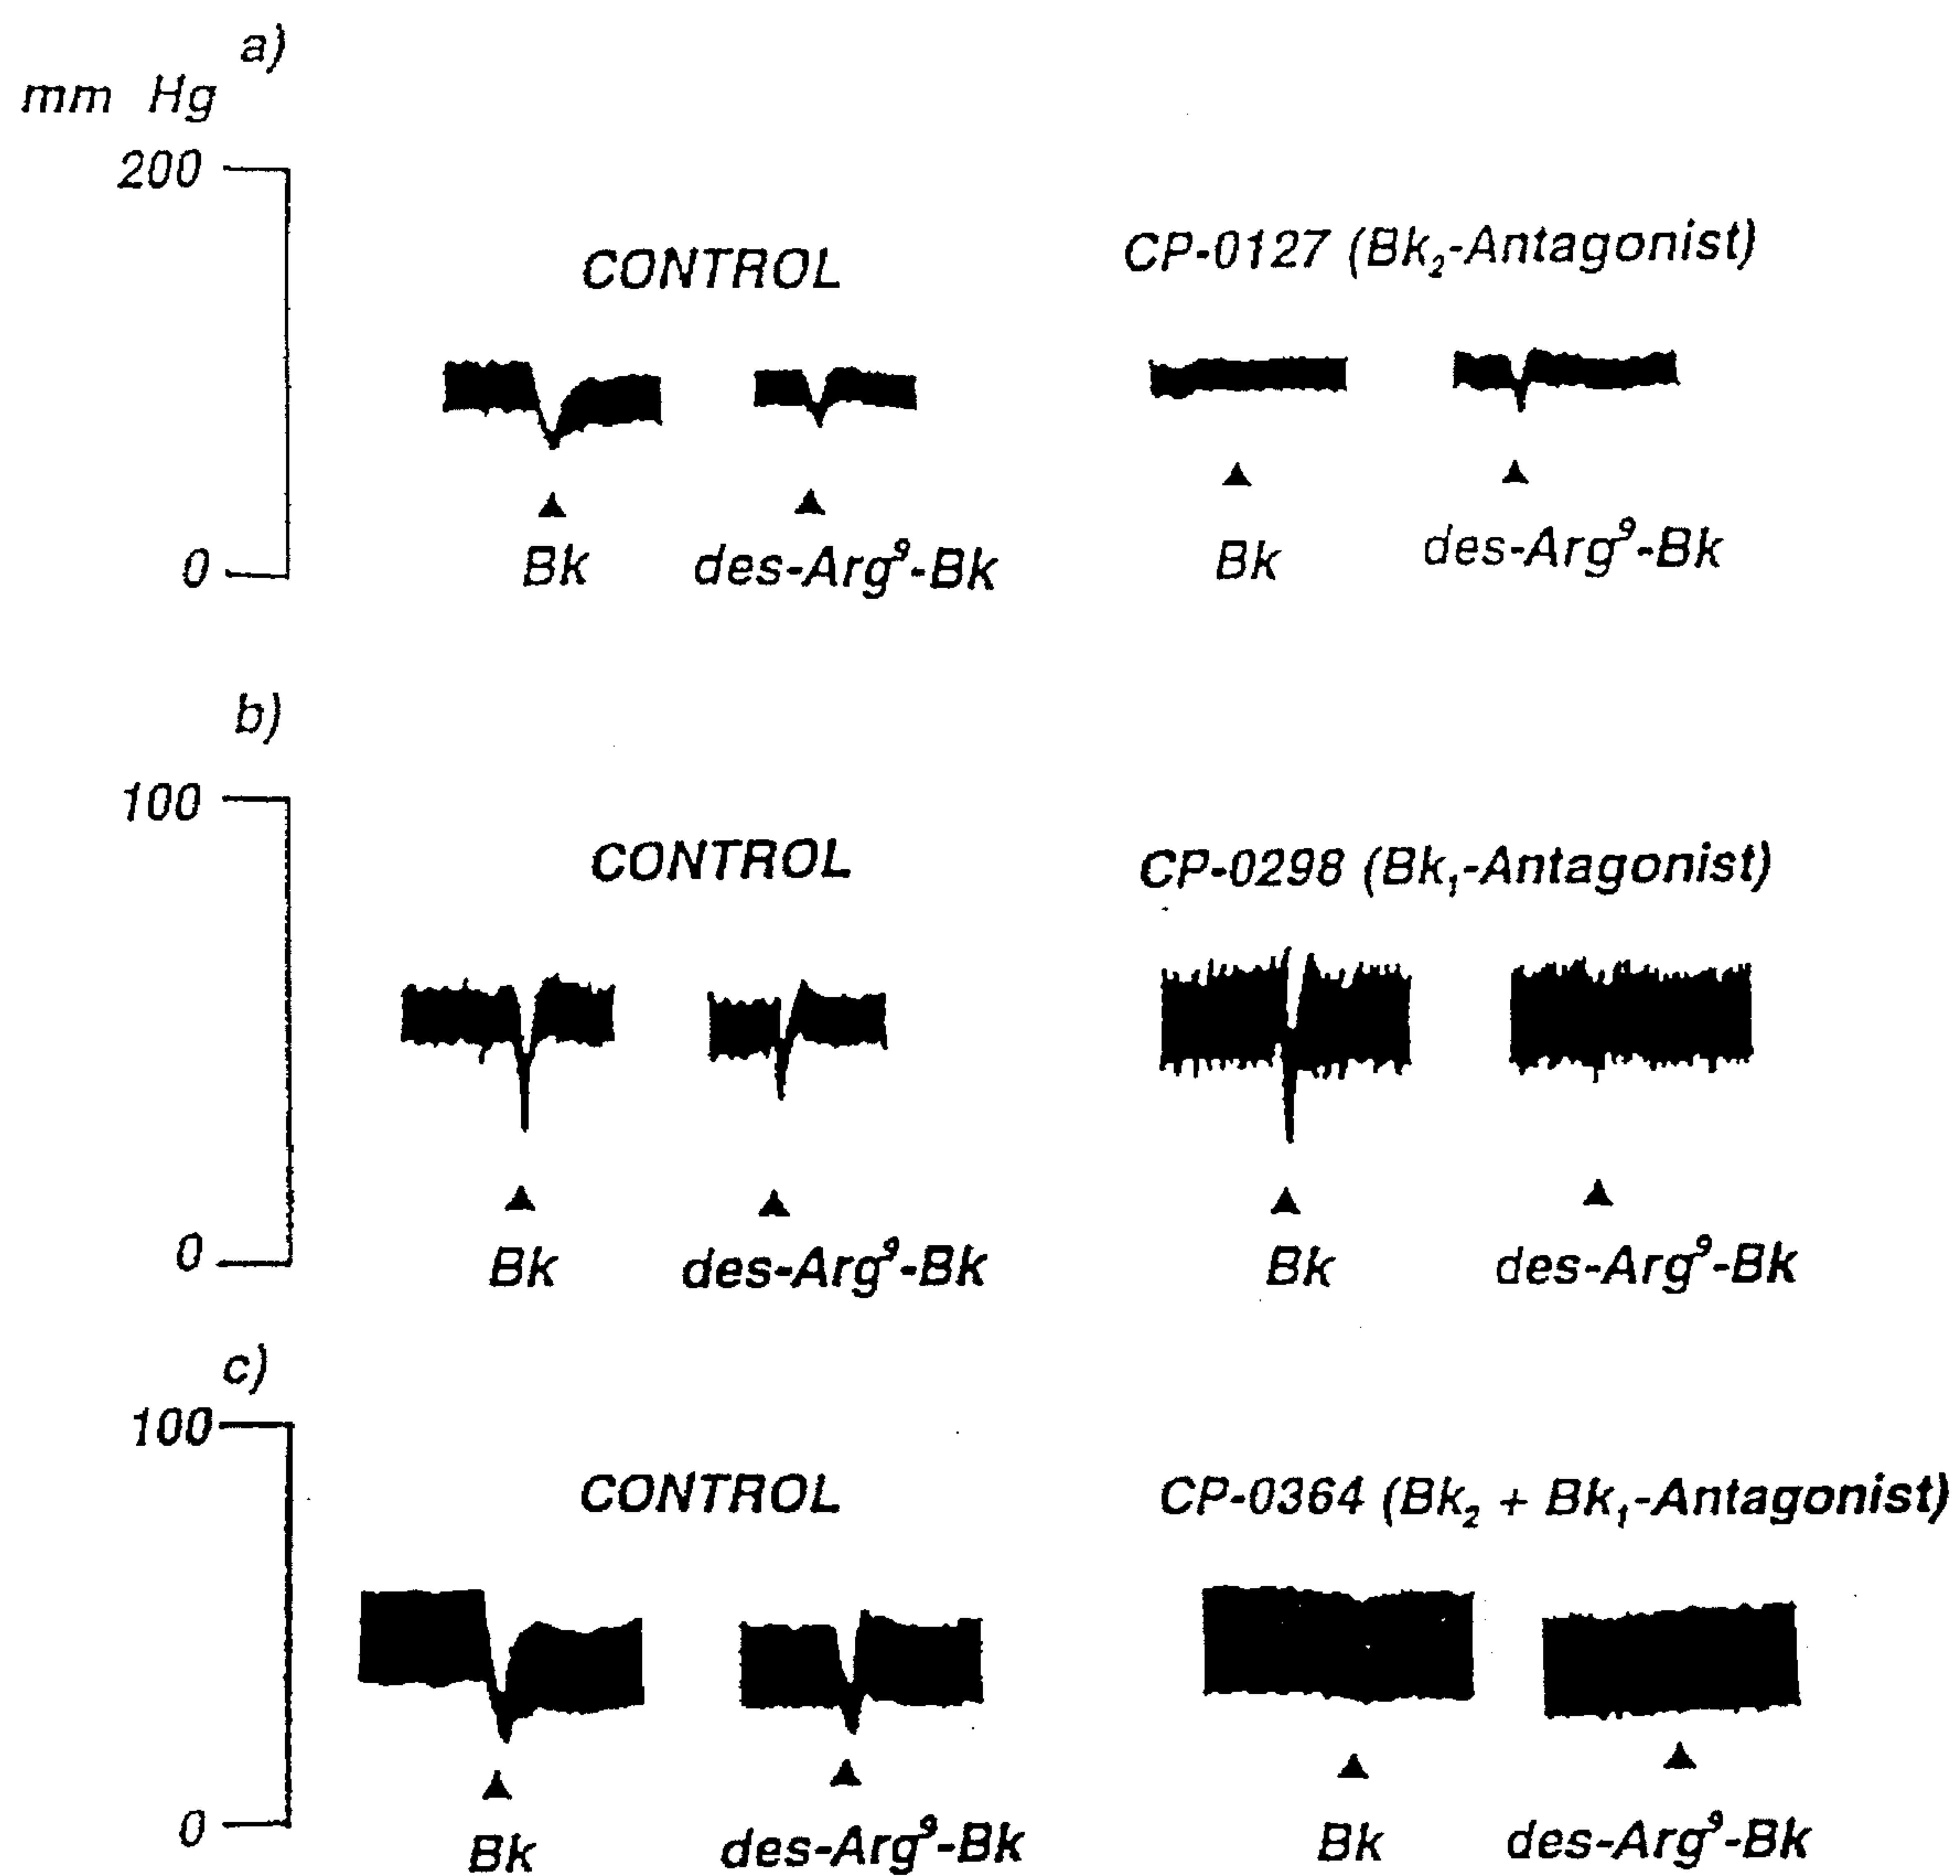 a)
mm Hg
200
CONTROL
CP-0127 (Bk₂-Antagonist)
0
Bk
des-Arg⁹-Bk
Bk
des-Arg⁹-Bk
b)
100
CONTROL
CP-0298 (Bk₁-Antagonist)
0
Bk
des-Arg⁹-Bk
Bk
des-Arg⁹-Bk
c)
100
CONTROL
CP-0364 (Bk₂ + Bk₁-Antagonist)
0
Bk
des-Arg⁹-Bk
Bk
des-Arg⁹-Bk